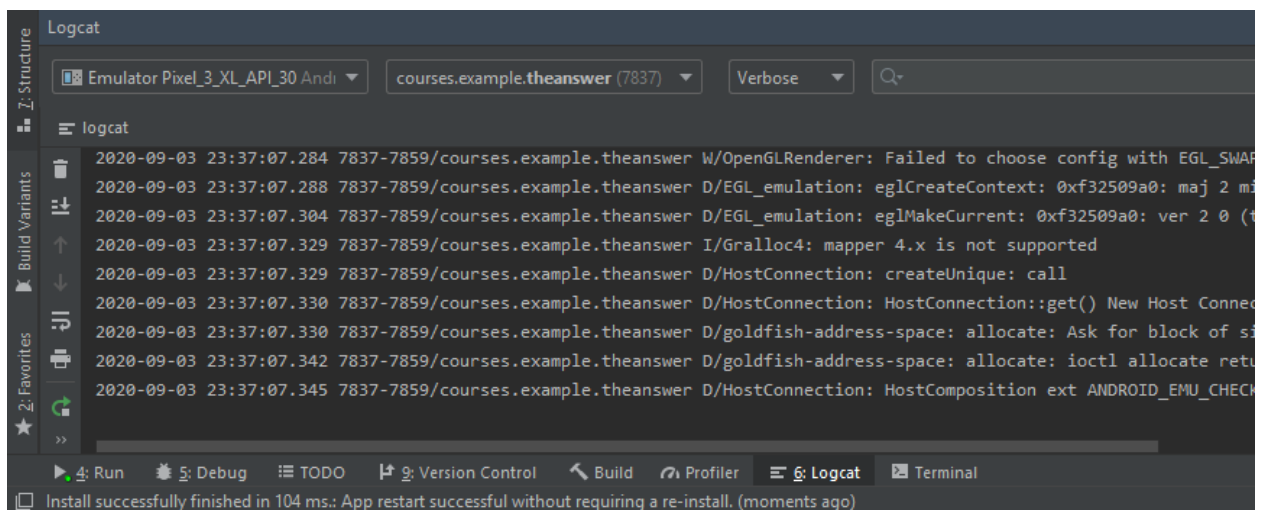 Logcat
Emulator Pixel_3_XL_API_30 Andr
courses.example.theanswer (7837)
Verbose
logcat
2020-09-03 23:37:07.284 7837-7859/courses.example.theanswer W/OpenGLRenderer: Failed to choose config with EGL_SWAP
2020-09-03 23:37:07.288 7837-7859/courses.example.theanswer D/EGL_emulation: eglCreateContext: 0xf32509a0: maj 2 mi
2020-09-03 23:37:07.304 7837-7859/courses.example.theanswer D/EGL_emulation: eglMakeCurrent: 0xf32509a0: ver 2 0 (t
2020-09-03 23:37:07.329 7837-7859/courses.example.theanswer I/Gralloc4: mapper 4.x is not supported
2020-09-03 23:37:07.329 7837-7859/courses.example.theanswer D/HostConnection: createUnique: call
2020-09-03 23:37:07.330 7837-7859/courses.example.theanswer D/HostConnection: HostConnection::get() New Host Connec
2020-09-03 23:37:07.330 7837-7859/courses.example.theanswer D/goldfish-address-space: allocate: Ask for block of si
2020-09-03 23:37:07.342 7837-7859/courses.example.theanswer D/goldfish-address-space: allocate: ioctl allocate retu
2020-09-03 23:37:07.345 7837-7859/courses.example.theanswer D/HostConnection: HostComposition ext ANDROID_EMU_CHECK
Z: Structure
Build Variants
2: Favorites
4: Run
5: Debug
TODO
9: Version Control
Build
Profiler
6: Logcat
Terminal
Install successfully finished in 104 ms.: App restart successful without requiring a re-install. (moments ago)